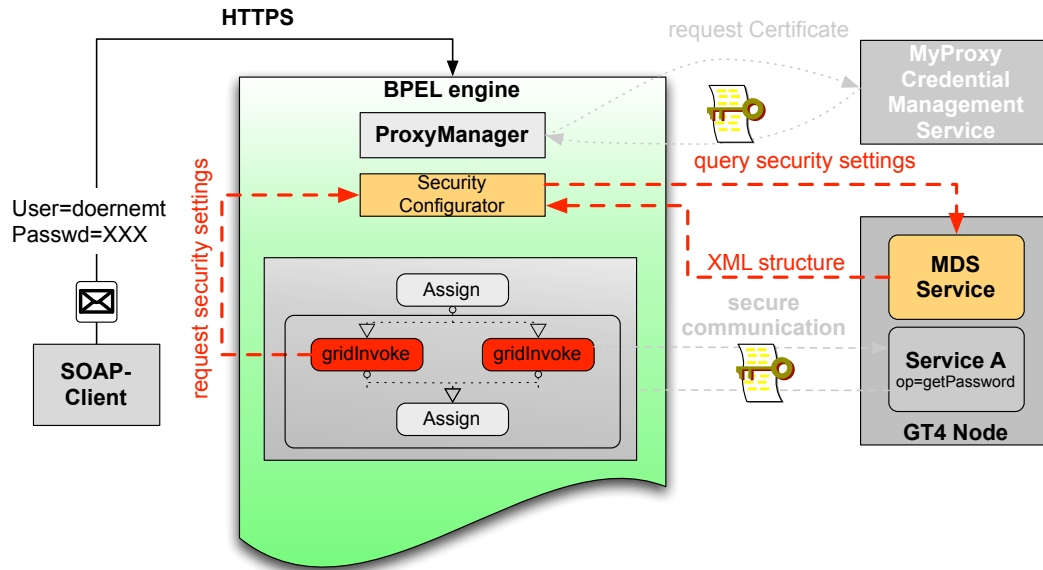 HTTPS
request Certificate
MyProxy
Credential
Management
Service
BPEL engine
ProxyManager
query security settings
Security
Configurator
request security settings
User=doernemt
Passwd=XXX
XML structure
MDS
Service
Assign
secure
communication
gridInvoke
gridInvoke
Service A
op=getPassword
SOAP-
Client
Assign
GT4 Node